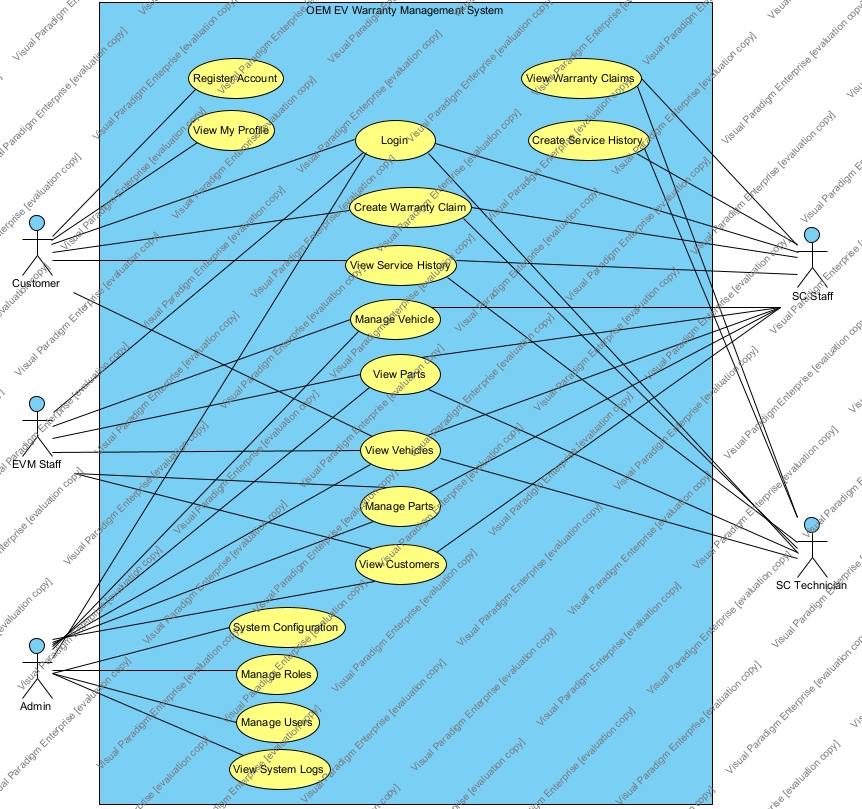 OEM EV Warranty Management System
Register Account
View Warranty Claims
View My Profile
Login
Create Service History
Create Warranty Claim
Customer
View Service History
SC Staff
Manage Vehicle
View Parts
EVM Staff
View Vehicles
Manage Parts
View Customers
SC Technician
System Configuration
Manage Roles
Admin
Manage Users
View System Logs
Visual Paradigm Enterprise [evaluation copy]